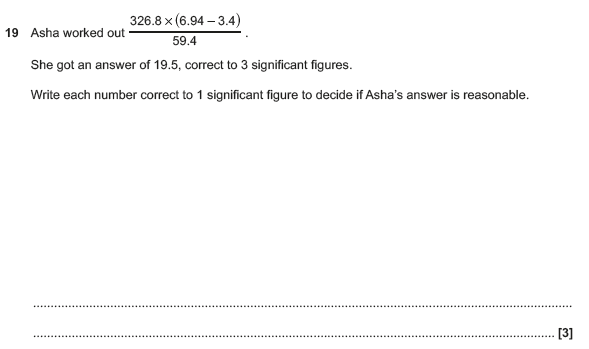 19 Asha worked out 326.8 × (6.94 – 3.4) / 59.4 .
She got an answer of 19.5, correct to 3 significant figures.
Write each number correct to 1 significant figure to decide if Asha's answer is reasonable.
..........................................................................................................................................................
..................................................................................................................................................... [3]